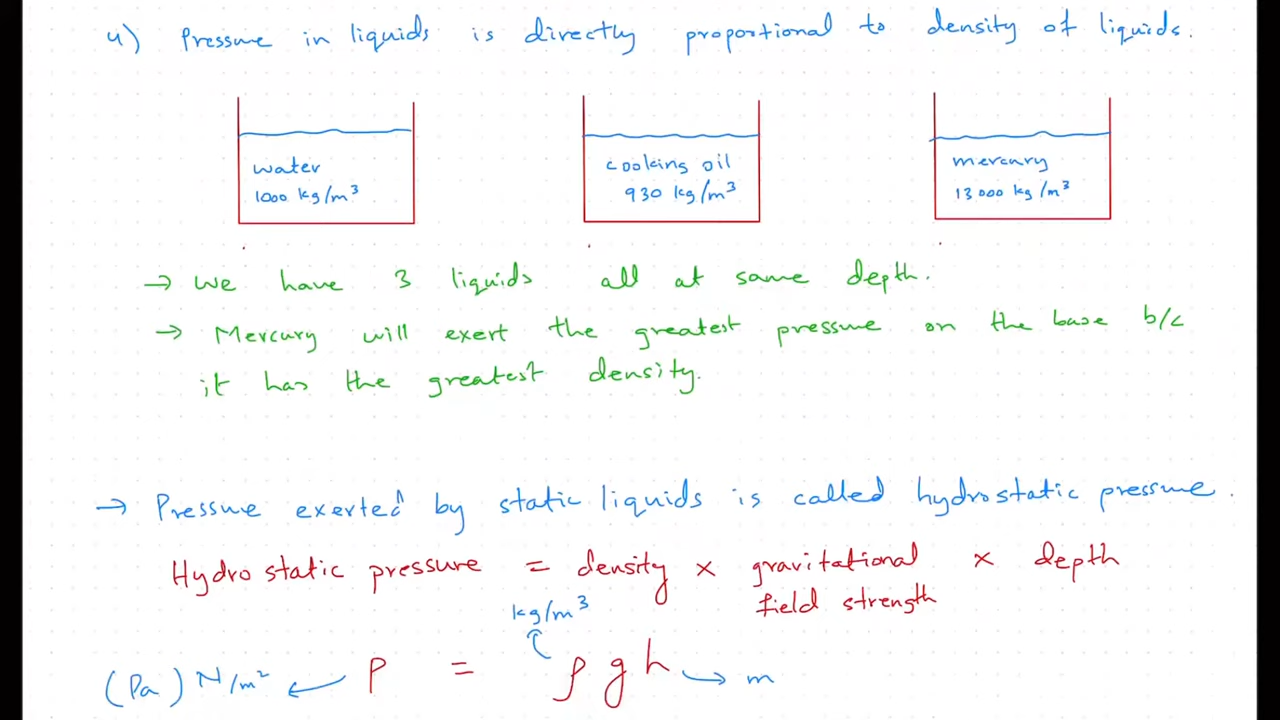 4) Pressure in liquids is directly proportional to density of liquids.
water
1000 kg/m³
cooking oil
930 kg/m³
mercury
13 000 kg/m³
→ We have 3 liquids all at same depth.
→ Mercury will exert the greatest pressure on the base b/c
it has the greatest density.
→ Pressure exerted by static liquids is called hydrostatic pressure.
Hydrostatic pressure = density × gravitational × depth
field strength
kg/m³
(Pa) N/m² ← P = ρgh → m